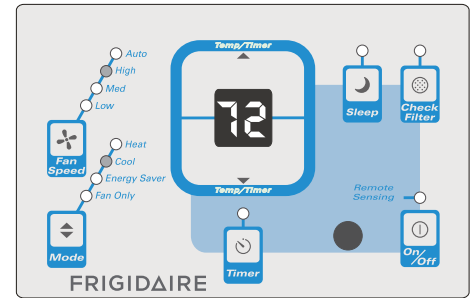 Temp/Timer
Auto
High
Med
Low
Fan
Speed
72
Sleep
Check
Filter
Heat
Cool
Energy Saver
Fan Only
Mode
Temp/Timer
Remote
Sensing
Timer
On/Off
FRIGIDAIRE